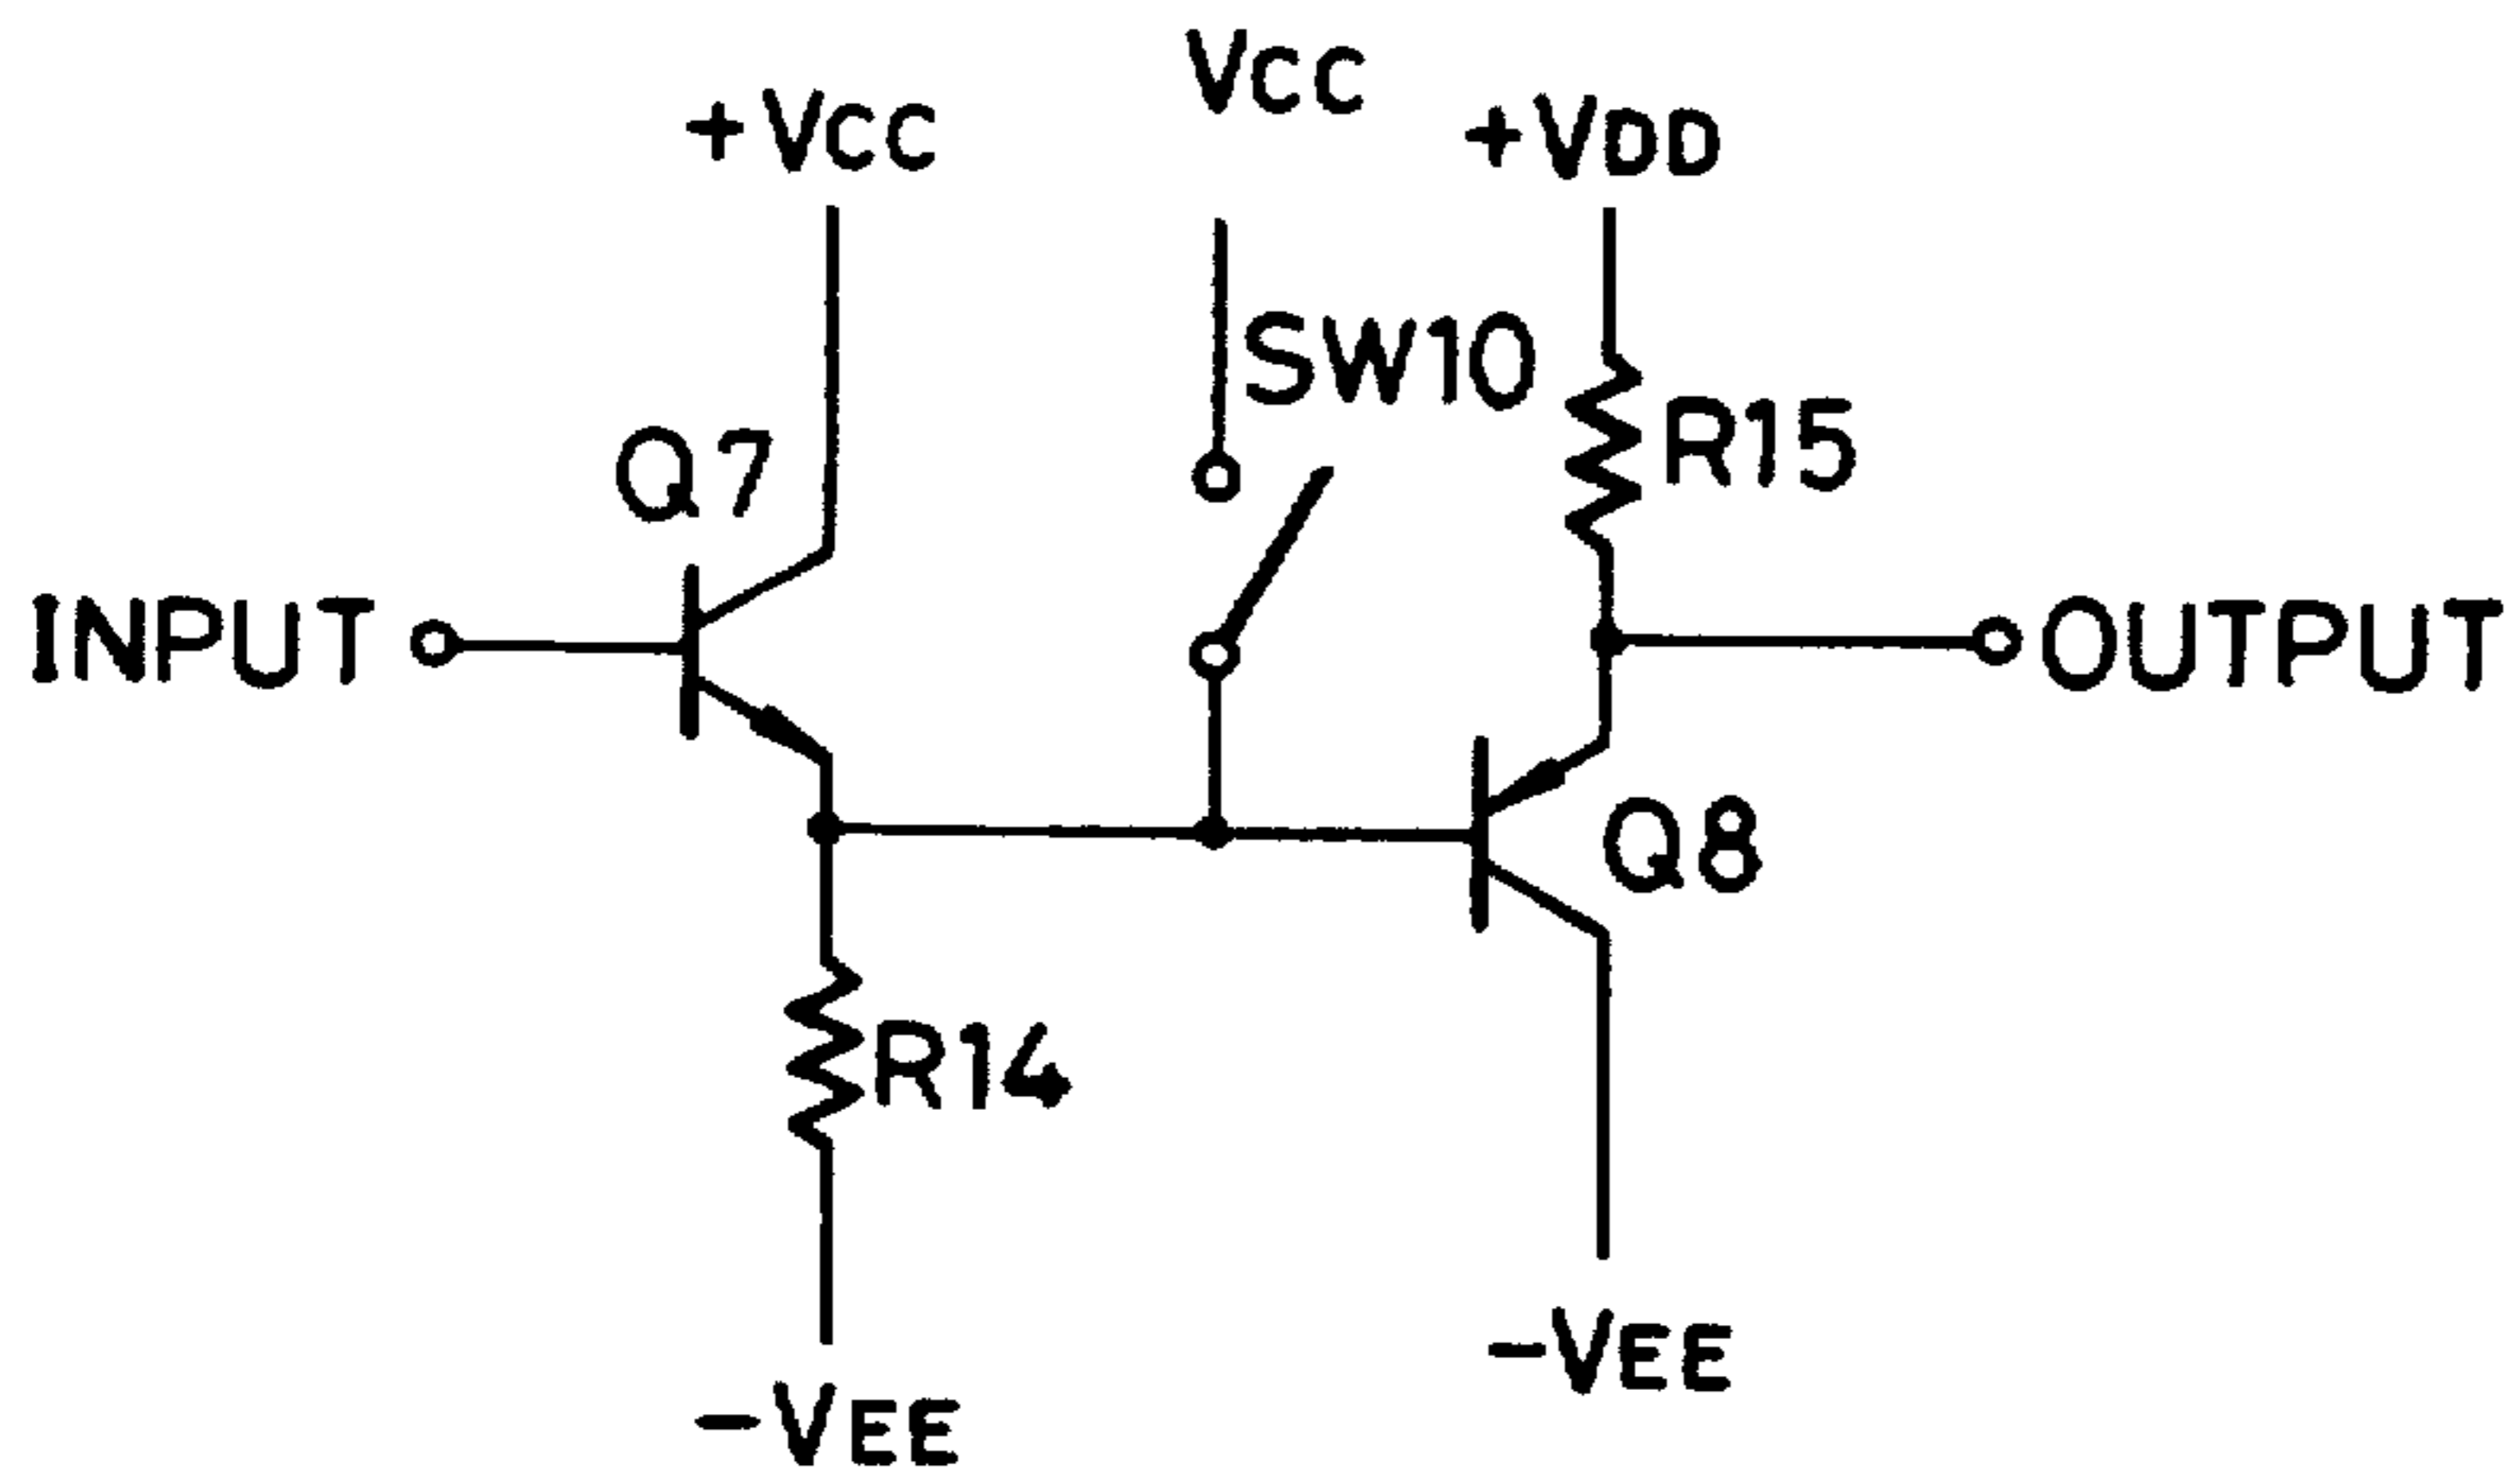 VCC
+VCC
+VDD
SW10
R15
Q7
INPUT
OUTPUT
Q8
R14
-VEE
-VEE